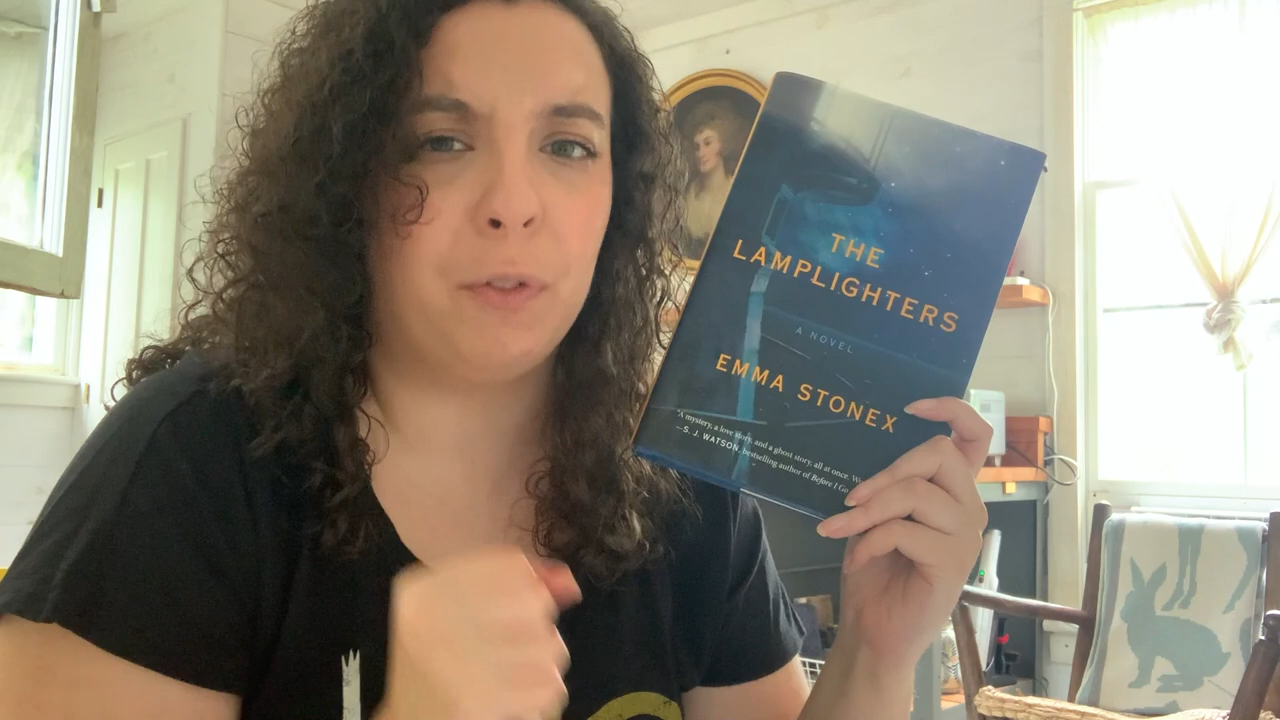 THE
LAMPLIGHTERS
A NOVEL
EMMA STONEX
"A mystery, a love story, and a ghost story, all at once.
—S. J. WATSON, bestselling author of Before I Go